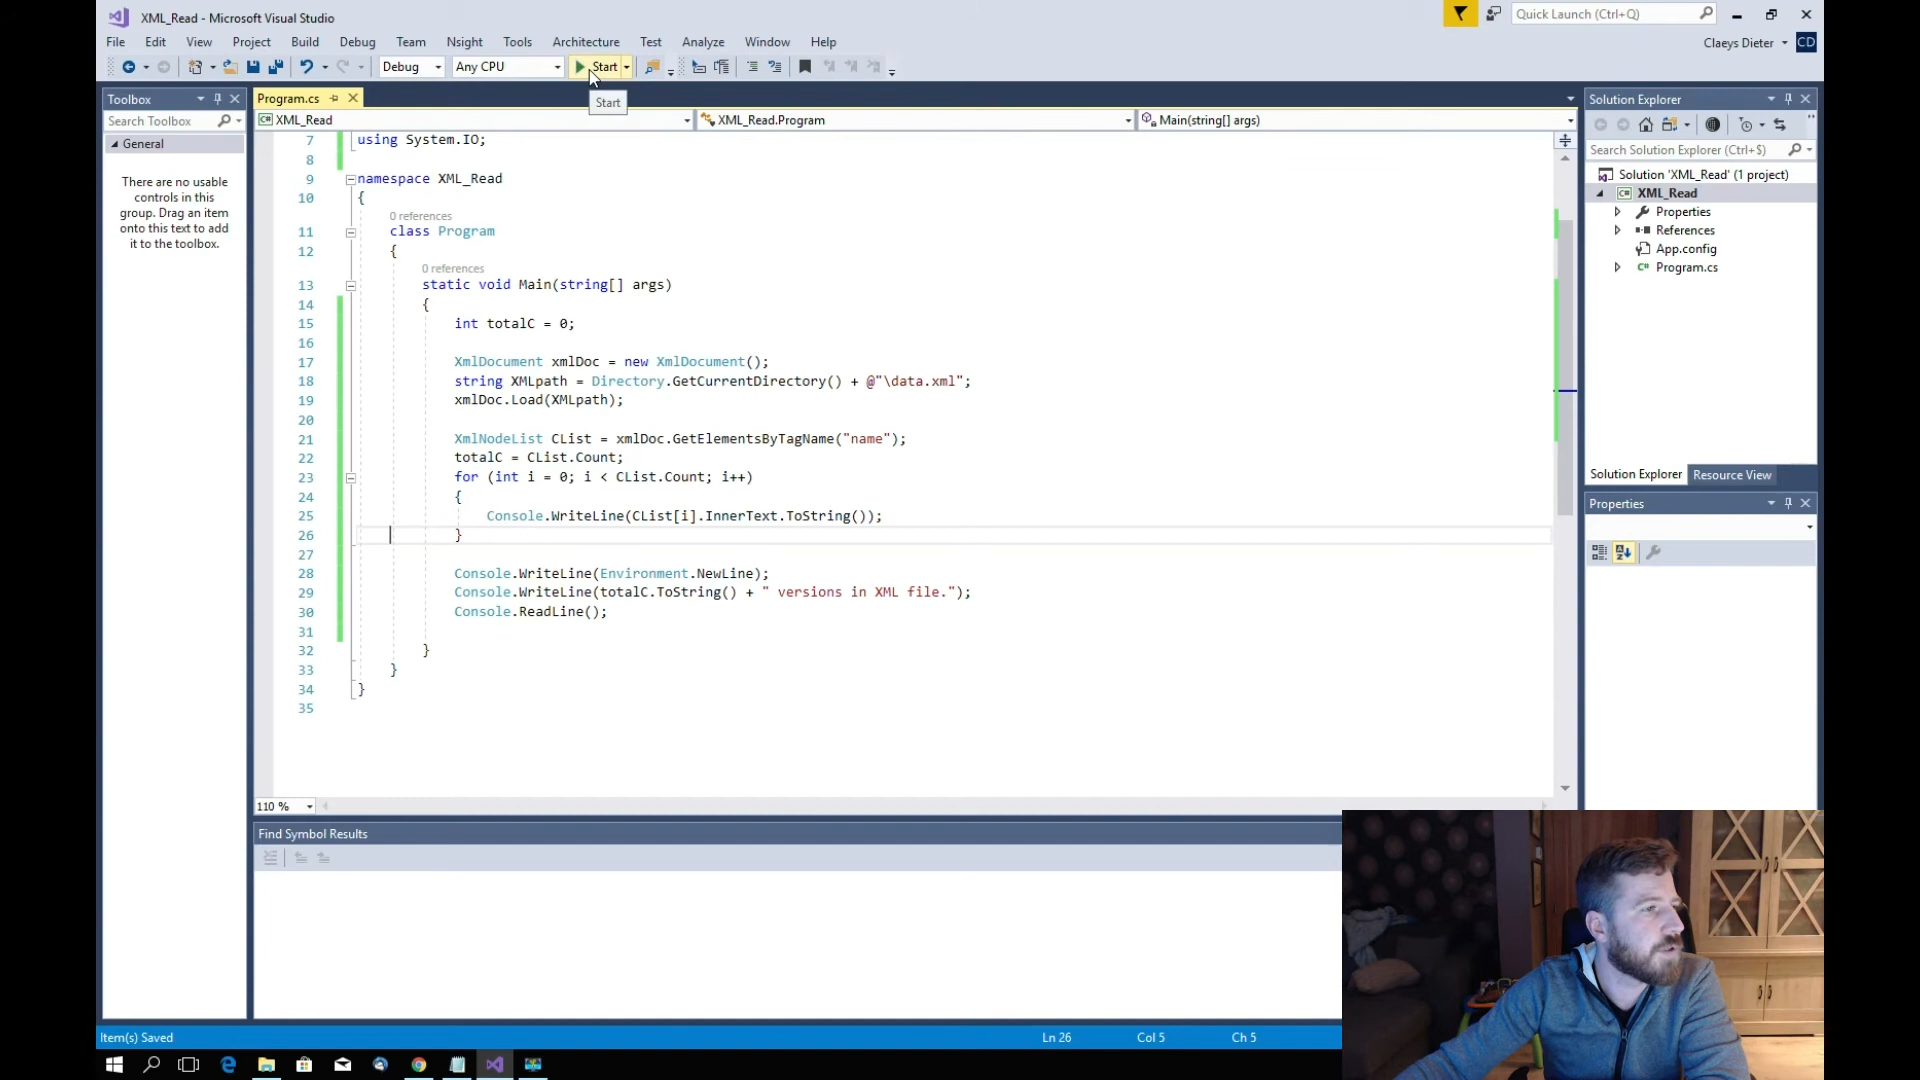 XML_Read - Microsoft Visual Studio
Quick Launch (Ctrl+Q)
File Edit View Project Build Debug Team Nsight Tools Architecture Test Analyze Window Help
Claeys Dieter CD
Debug Any CPU Start
Start
Toolbox
Search Toolbox
General
There are no usable
controls in this
group. Drag an item
onto this text to add
it to the toolbox.
Program.cs
XML_Read XML_Read.Program Main(string[] args)
7 using System.IO;
8
9 namespace XML_Read
10 {
0 references
11 class Program
12 {
0 references
13 static void Main(string[] args)
14 {
15 int totalC = 0;
16
17 XmlDocument xmlDoc = new XmlDocument();
18 string XMLpath = Directory.GetCurrentDirectory() + @"\data.xml";
19 xmlDoc.Load(XMLpath);
20
21 XmlNodeList CList = xmlDoc.GetElementsByTagName("name");
22 totalC = CList.Count;
23 for (int i = 0; i < CList.Count; i++)
24 {
25 Console.WriteLine(CList[i].InnerText.ToString());
26 }
27
28 Console.WriteLine(Environment.NewLine);
29 Console.WriteLine(totalC.ToString() + " versions in XML file.");
30 Console.ReadLine();
31
32 }
33 }
34 }
35
110 %
Find Symbol Results
Solution Explorer
Search Solution Explorer (Ctrl+$)
Solution 'XML_Read' (1 project)
C# XML_Read
Properties
References
App.config
C# Program.cs
Solution Explorer Resource View
Properties
Item(s) Saved Ln 26 Col 5 Ch 5